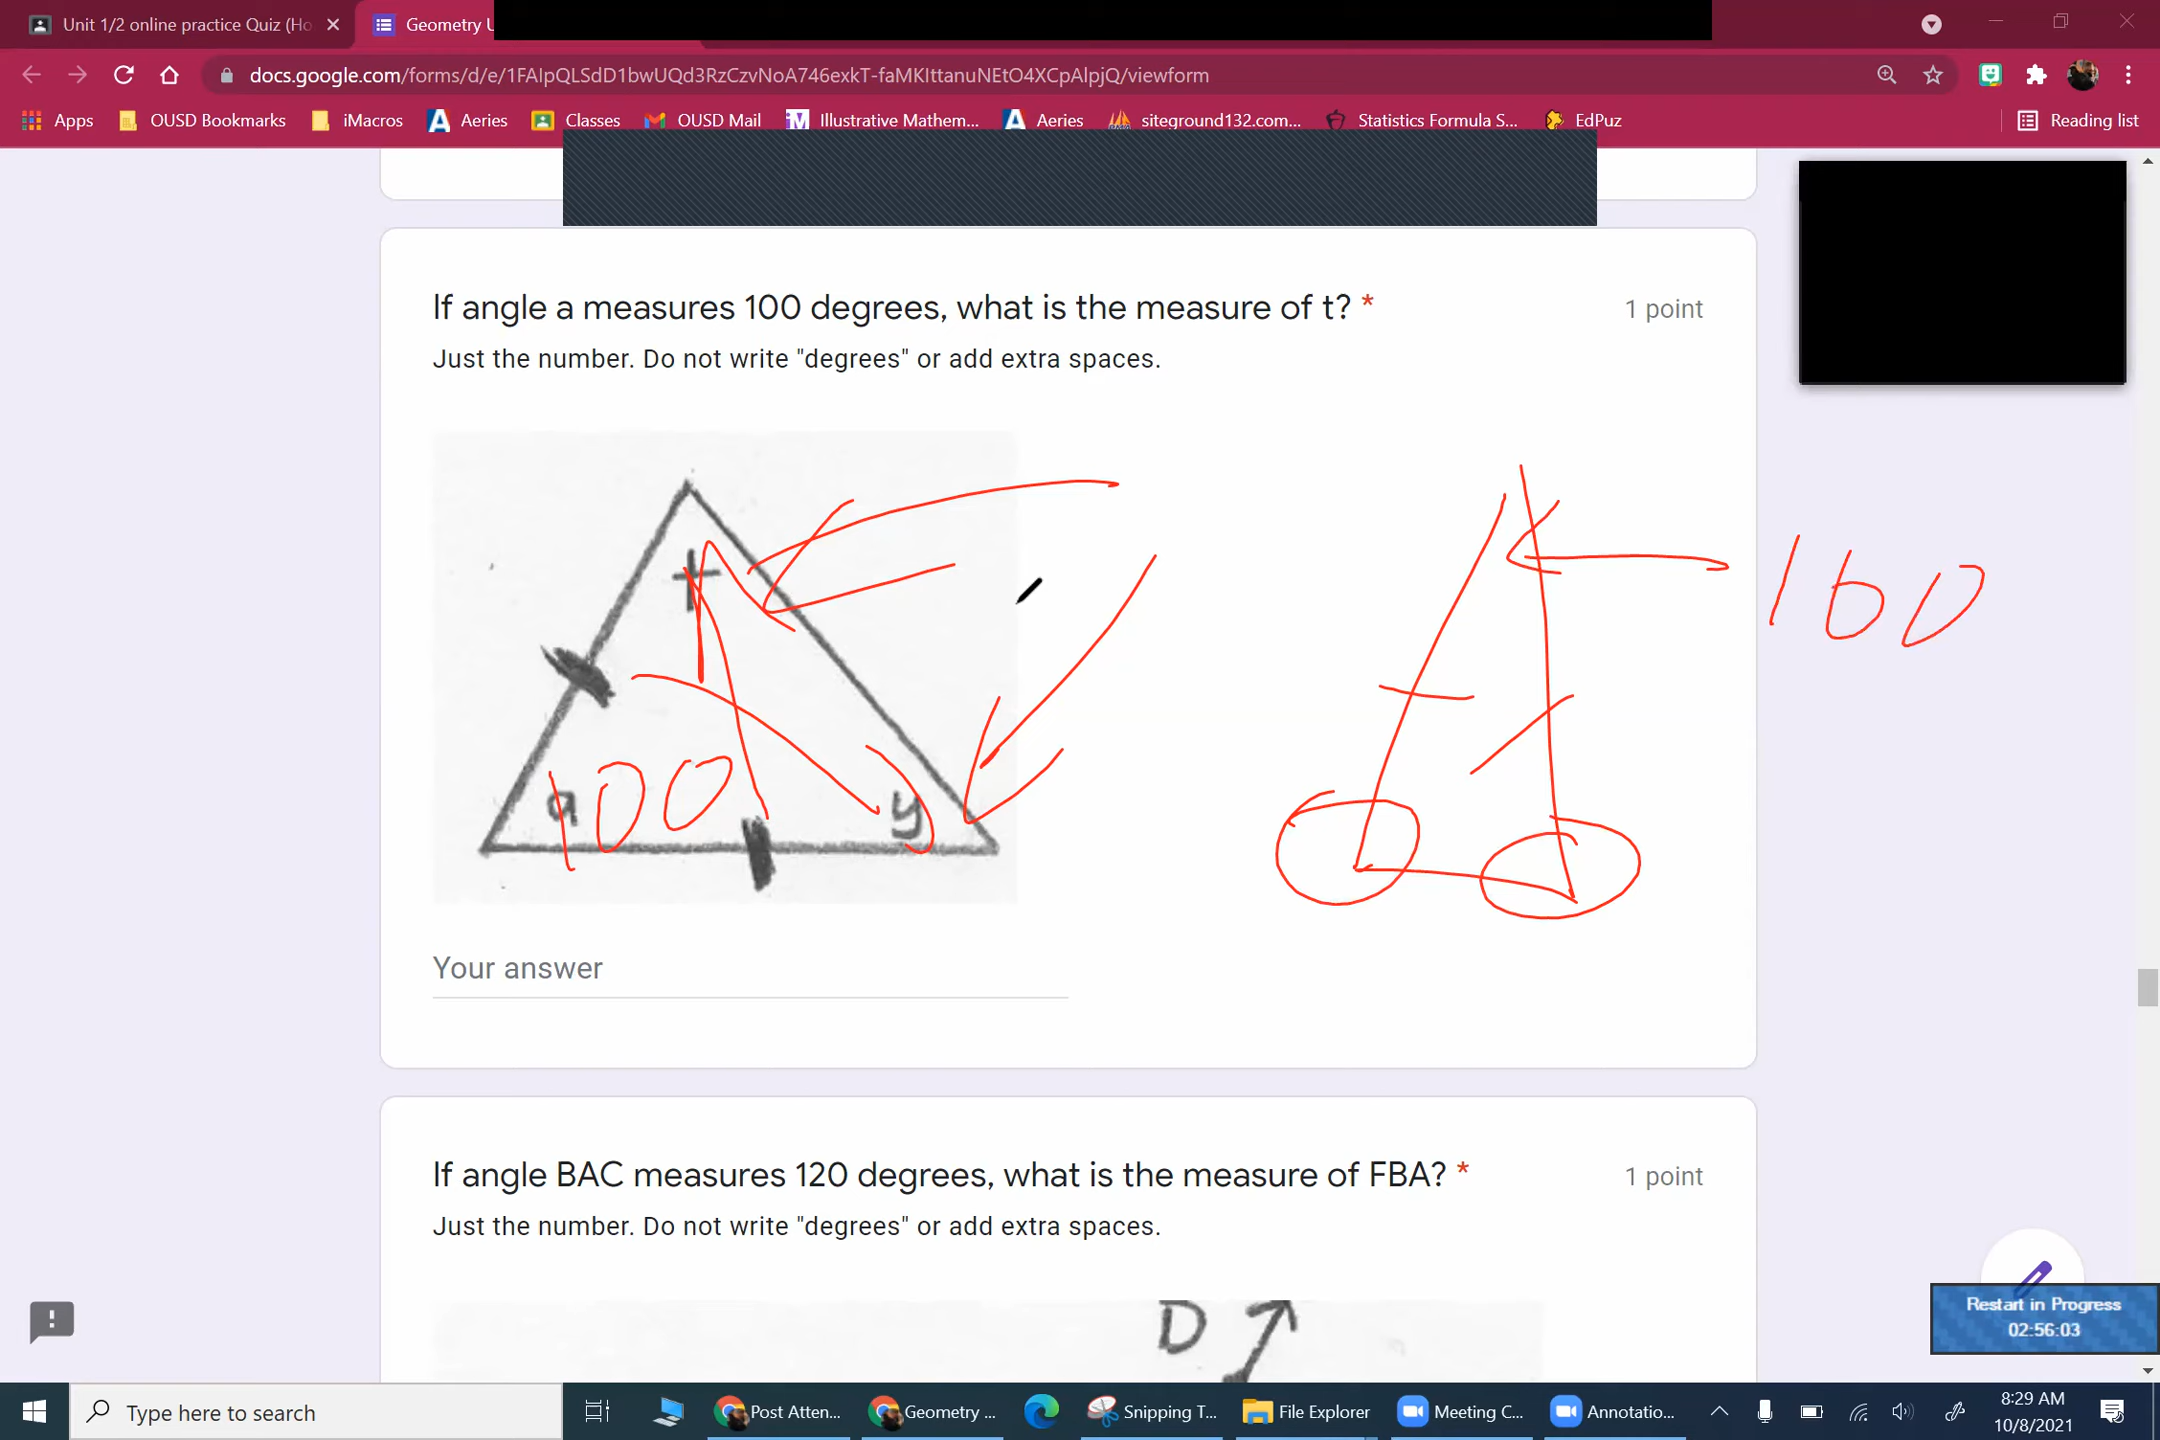 Unit 1/2 online practice Quiz (Ho
Geometry U
docs.google.com/forms/d/e/1FAIpQLSdD1bwUQd3RzCzvNoA746exkT-faMKIttanuNEtO4XCpAlpjQ/viewform
Apps OUSD Bookmarks iMacros Aeries Classes OUSD Mail Illustrative Mathem... Aeries siteground132.com... Statistics Formula S... EdPuz Reading list
If angle a measures 100 degrees, what is the measure of t? * 1 point
Just the number. Do not write "degrees" or add extra spaces.
t
100
a
100
y
Your answer
If angle BAC measures 120 degrees, what is the measure of FBA? * 1 point
Just the number. Do not write "degrees" or add extra spaces.
D
Restart in Progress
02:56:03
Type here to search
Post Atten...
Geometry ...
Snipping T...
File Explorer
Meeting C...
Annotatio...
8:29 AM
10/8/2021